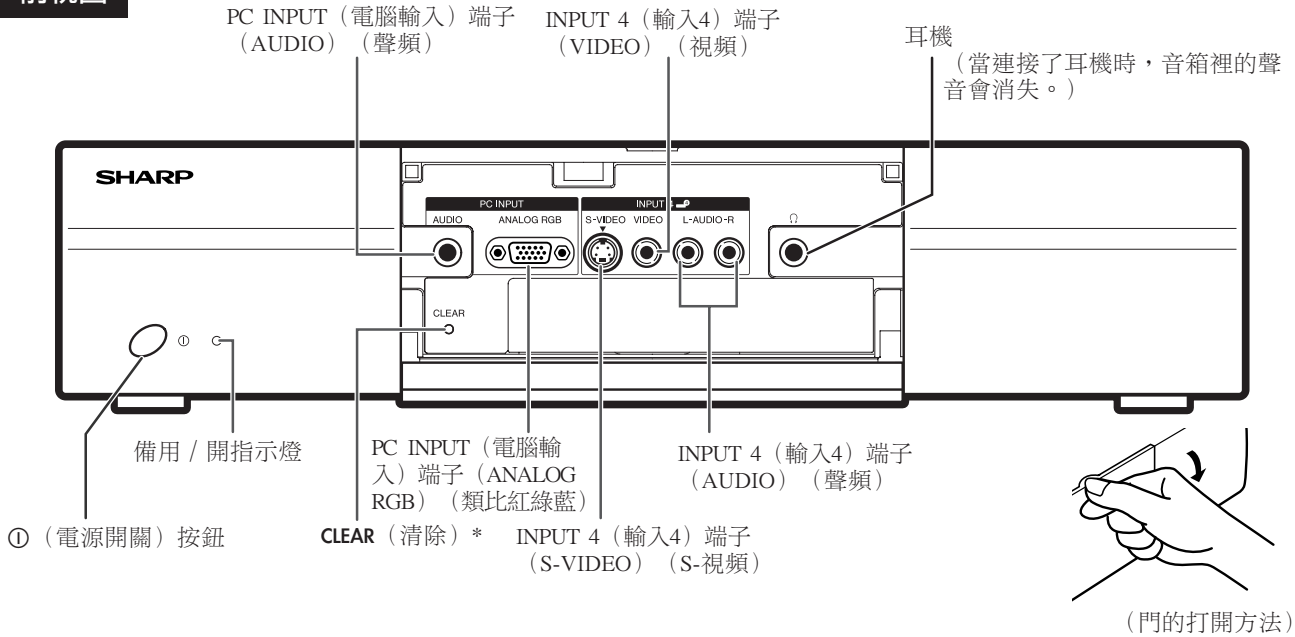 PC INPUT（電腦輸入）端子
（AUDIO）（聲頻）
INPUT 4（輸入4）端子
（VIDEO）（視頻）
耳機
（當連接了耳機時，音箱裡的聲
音會消失。）
SHARP
PC INPUT
INPUT 4
AUDIO
ANALOG RGB
S-VIDEO
VIDEO
L-AUDIO-R
CLEAR
備用 / 開指示燈
PC INPUT（電腦輸
入）端子（ANALOG
RGB）（類比紅綠藍）
INPUT 4（輸入4）端子
（AUDIO）（聲頻）
（電源開關）按鈕
CLEAR（清除）*
INPUT 4（輸入4）端子
（S-VIDEO）（S-視頻）
（門的打開方法）